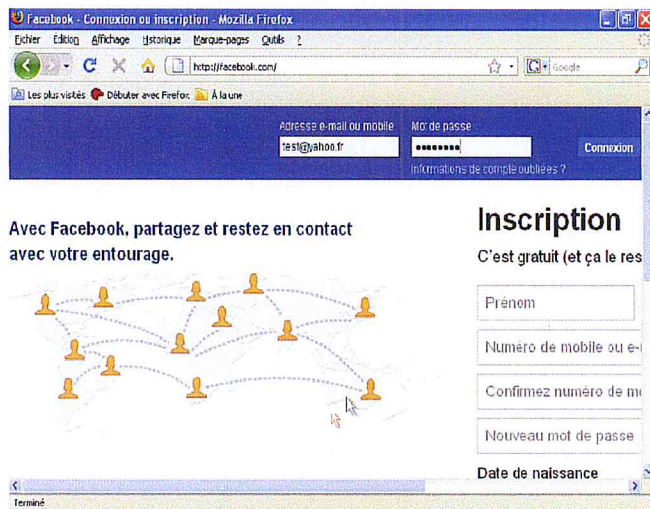 Facebook - Connexion ou inscription - Mozilla Firefox
Fichier Edition Affichage Historique Marque-pages Outils ?
http://facebook.com/
Google
Les plus visités Débuter avec Firefox À la une
Adresse e-mail ou mobile Mot de passe
test@yahoo.fr
Connexion
Informations de compte oubliées ?
Avec Facebook, partagez et restez en contact
avec votre entourage.
Inscription
C'est gratuit (et ça le res
Prénom
Numéro de mobile ou e-
Confirmez numéro de mo
Nouveau mot de passe
Date de naissance
Terminé